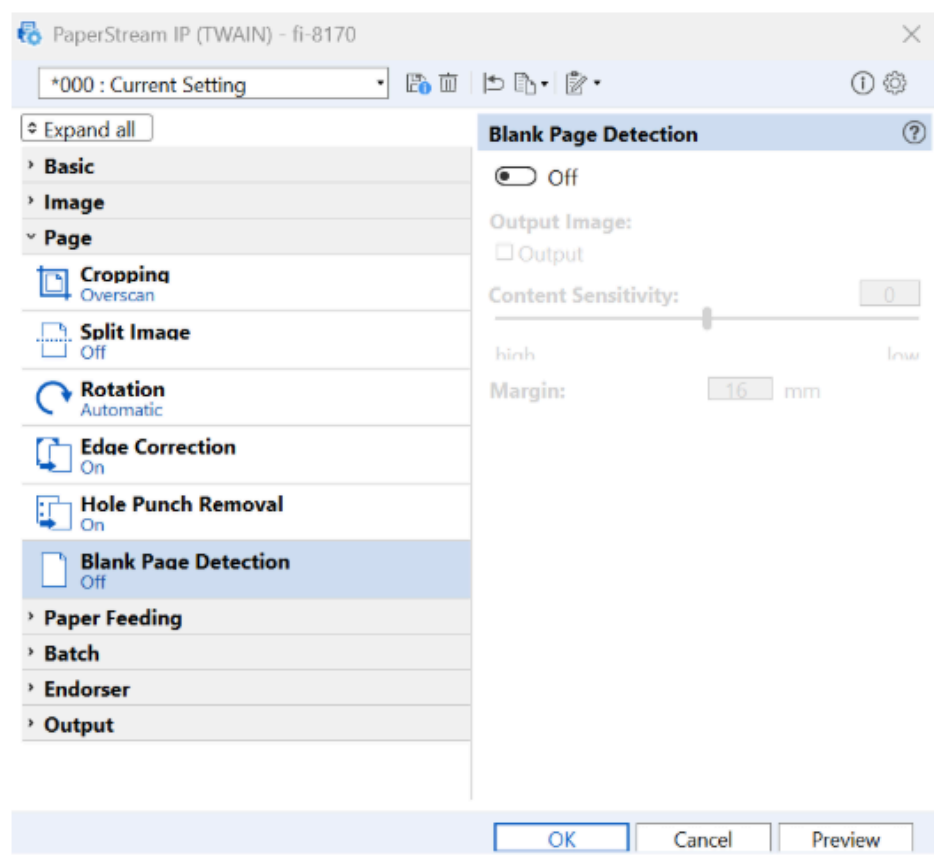 PaperStream IP (TWAIN) - fi-8170
*000 : Current Setting
Expand all
Basic
Image
Page
Cropping
Overscan
Split Image
Off
Rotation
Automatic
Edge Correction
On
Hole Punch Removal
On
Blank Page Detection
Off
Paper Feeding
Batch
Endorser
Output
Blank Page Detection
Off
Output Image:
Output
Content Sensitivity: 0
high low
Margin: 16 mm
OK Cancel Preview